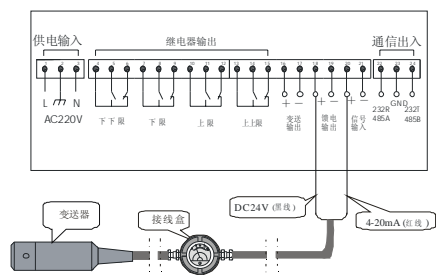 供电输入
继电器输出
通信出入
L
N
AC220V
下下限
下限
上限
上上限
+ - + - + -
变送输出
馈电输出
信号输入
GND
232R
485A
232T
485B
变送器
接线盒
DC24V (黑线)
4-20mA (红线)